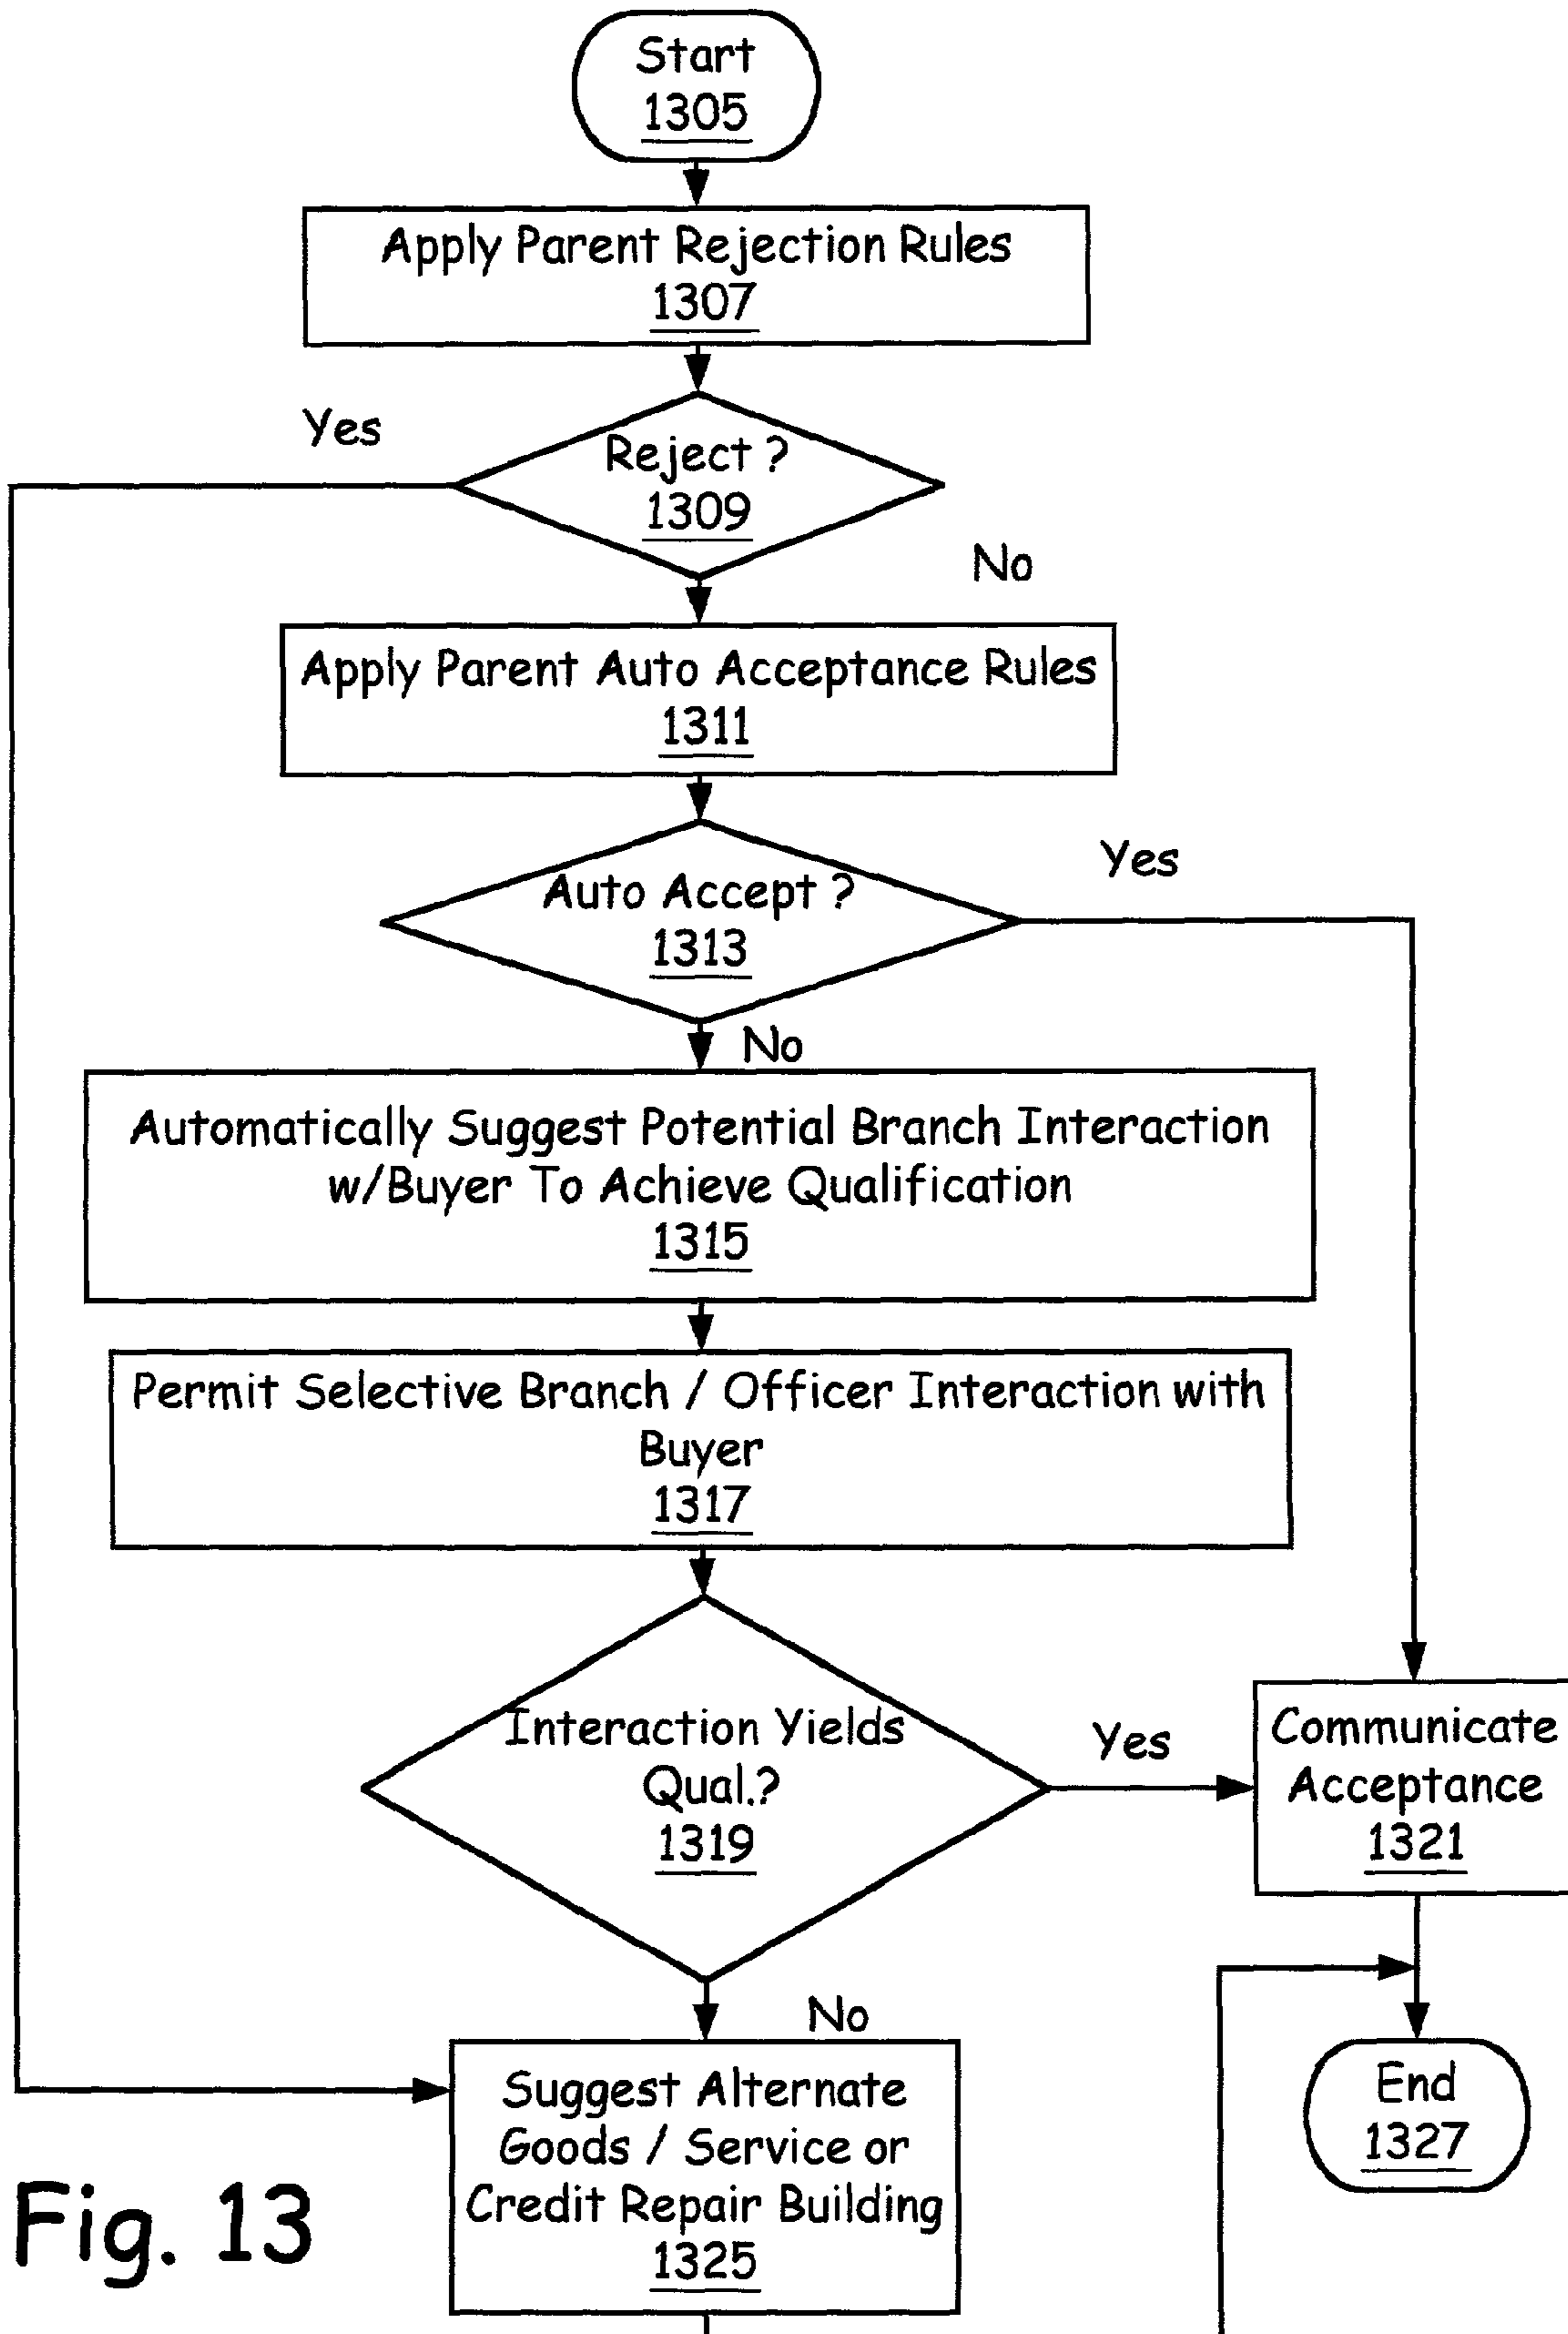 Start
1305
Apply Parent Rejection Rules
1307
Yes
Reject ?
1309
No
Apply Parent Auto Acceptance Rules
1311
Auto Accept ?
1313
Yes
No
Automatically Suggest Potential Branch Interaction
w/Buyer To Achieve Qualification
1315
Permit Selective Branch / Officer Interaction with
Buyer
1317
Interaction Yields
Qual.?
1319
Yes
Communicate
Acceptance
1321
No
Suggest Alternate
Goods / Service or
Credit Repair Building
1325
End
1327
Fig. 13